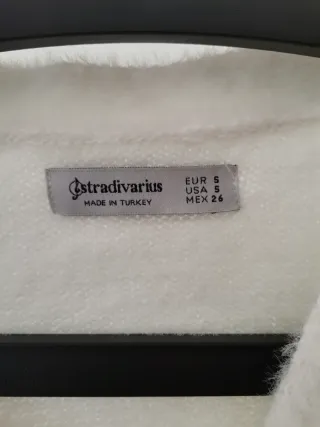 stradivarius
MADE IN TURKEY
EUR S
USA S
MEX 26